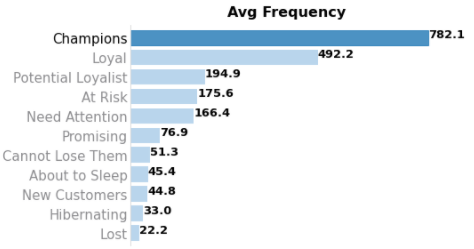 Avg Frequency
Champions 782.1
Loyal 492.2
Potential Loyalist 194.9
At Risk 175.6
Need Attention 166.4
Promising 76.9
Cannot Lose Them 51.3
About to Sleep 45.4
New Customers 44.8
Hibernating 33.0
Lost 22.2